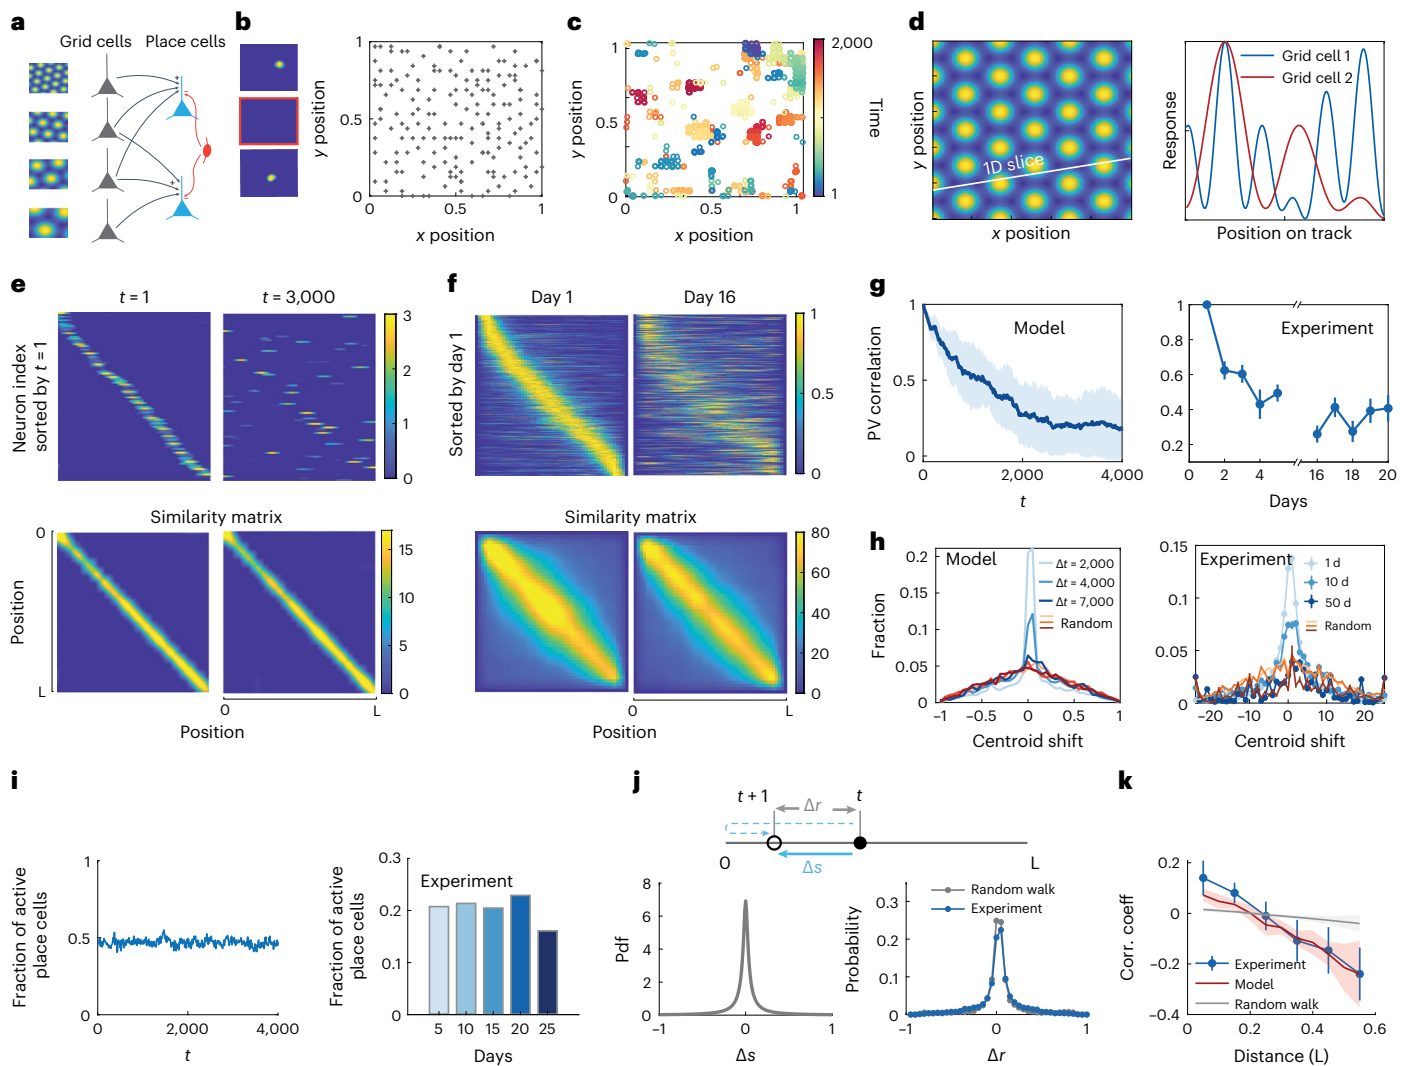 a
Grid cells Place cells
+
–
+
–
b
1
0.5
0
0 0.5 1
y position
x position
c
1
0.5
0
0 0.5 1
y position
x position
2,000
1
Time
d
1D slice
y position
x position
Grid cell 1
Grid cell 2
Response
Position on track
e
t = 1 t = 3,000
Neuron index
sorted by t = 1
3
2
1
0
Similarity matrix
0
Position
L
15
10
5
0
0 L
Position
f
Day 1 Day 16
Sorted by day 1
1
0.5
0
Similarity matrix
80
60
40
20
0
0 L
Position
g
1
0.5
0
PV correlation
Model
0 2,000 4,000
t
1
0.8
0.6
0.4
0.2
Experiment
0 2 4 16 18 20
Days
h
0.2
0.15
0.1
0.05
0
Fraction
Model
Δt = 2,000
Δt = 4,000
Δt = 7,000
Random
–1 –0.5 0 0.5 1
Centroid shift
0.15
0.1
0.05
0
Experiment
1 d
10 d
50 d
Random
–20 –10 0 10 20
Centroid shift
i
1
0.5
0
Fraction of active
place cells
0 2,000 4,000
t
0.3
0.2
0.1
0
Fraction of active
place cells
Experiment
5 10 15 20 25
Days
j
t + 1 t
Δr
0 L
Δs
8
6
4
2
0
Pdf
–1 0 1
Δs
Random walk
Experiment
0.3
0.2
0.1
0
Probability
–1 0 1
Δr
k
0.2
0
–0.2
–0.4
Corr. coeff
Experiment
Model
Random walk
0 0.2 0.4 0.6
Distance (L)